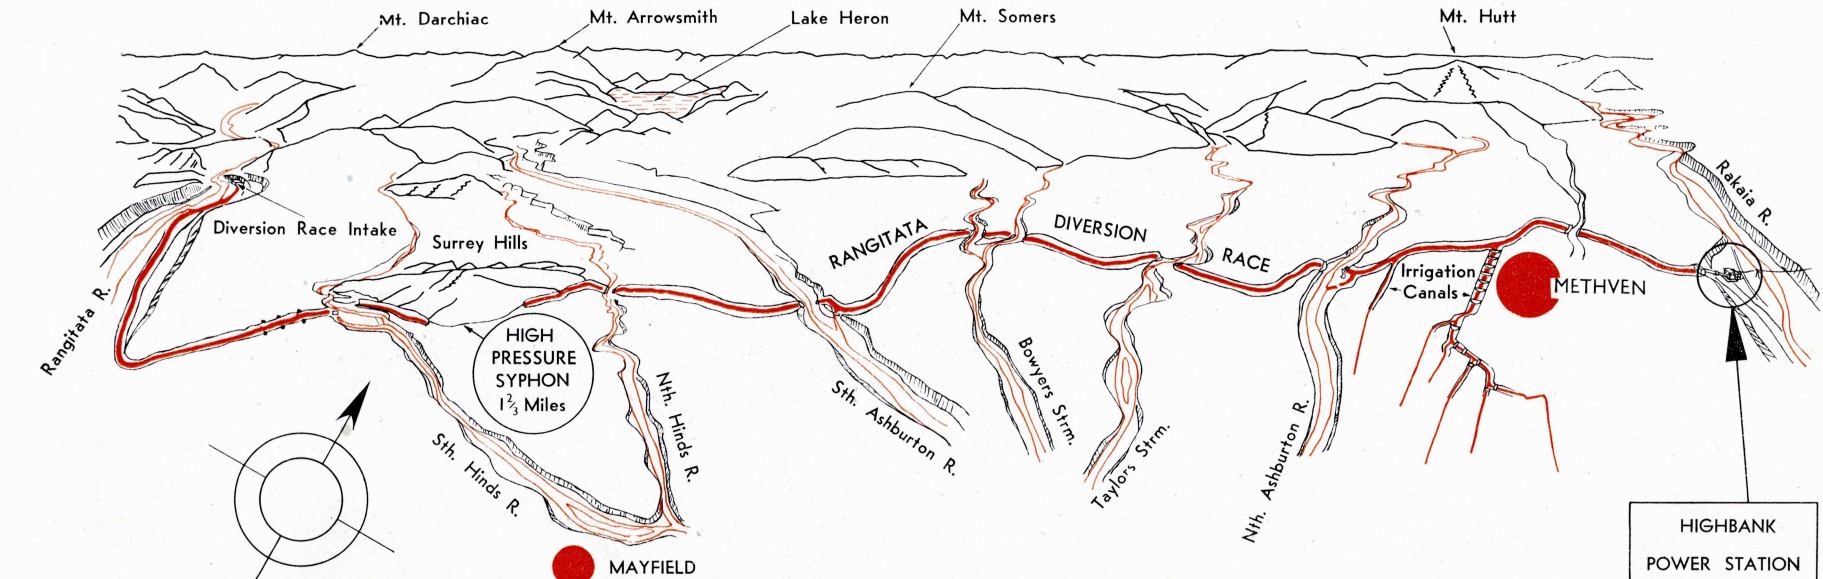 Mt. Darchiac
Mt. Arrowsmith
Lake Heron
Mt. Somers
Mt. Hutt
Rakaia R.
Diversion Race Intake
Surrey Hills
RANGITATA
DIVERSION
RACE
Irrigation
Canals
METHVEN
Rangitata R.
HIGH
PRESSURE
SYPHON
1 2/3 Miles
Nth. Hinds R.
Sth. Hinds R.
Sth. Ashburton R.
Bowyers Strm.
Taylors Strm.
Nth. Ashburton R.
HIGHBANK
POWER STATION
MAYFIELD